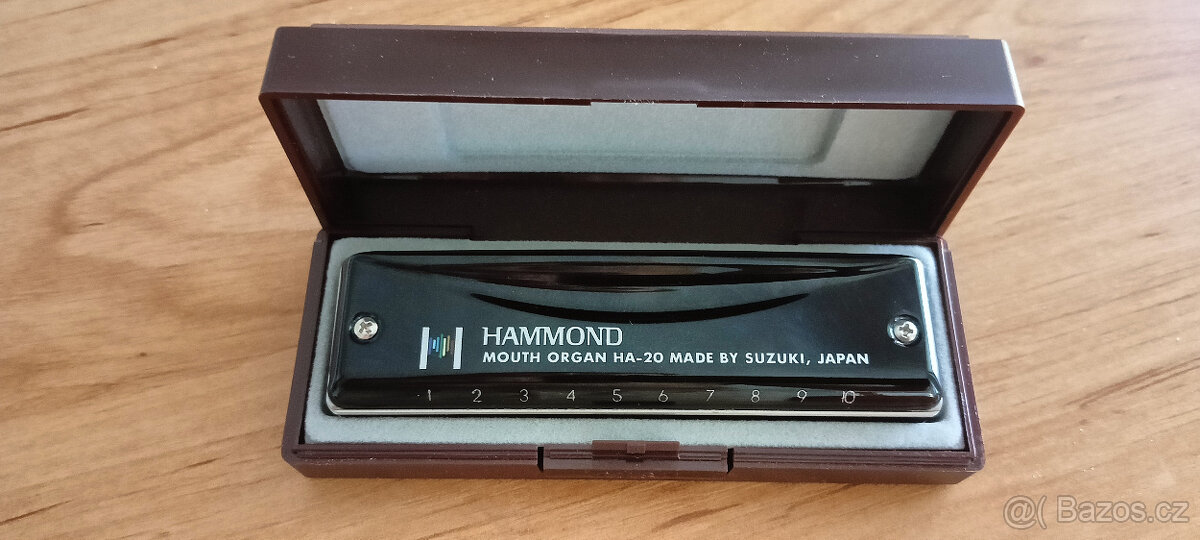 H HAMMOND
MOUTH ORGAN HA-20 MADE BY SUZUKI, JAPAN
1 2 3 4 5 6 7 8 9 10
@( Bazos.cz